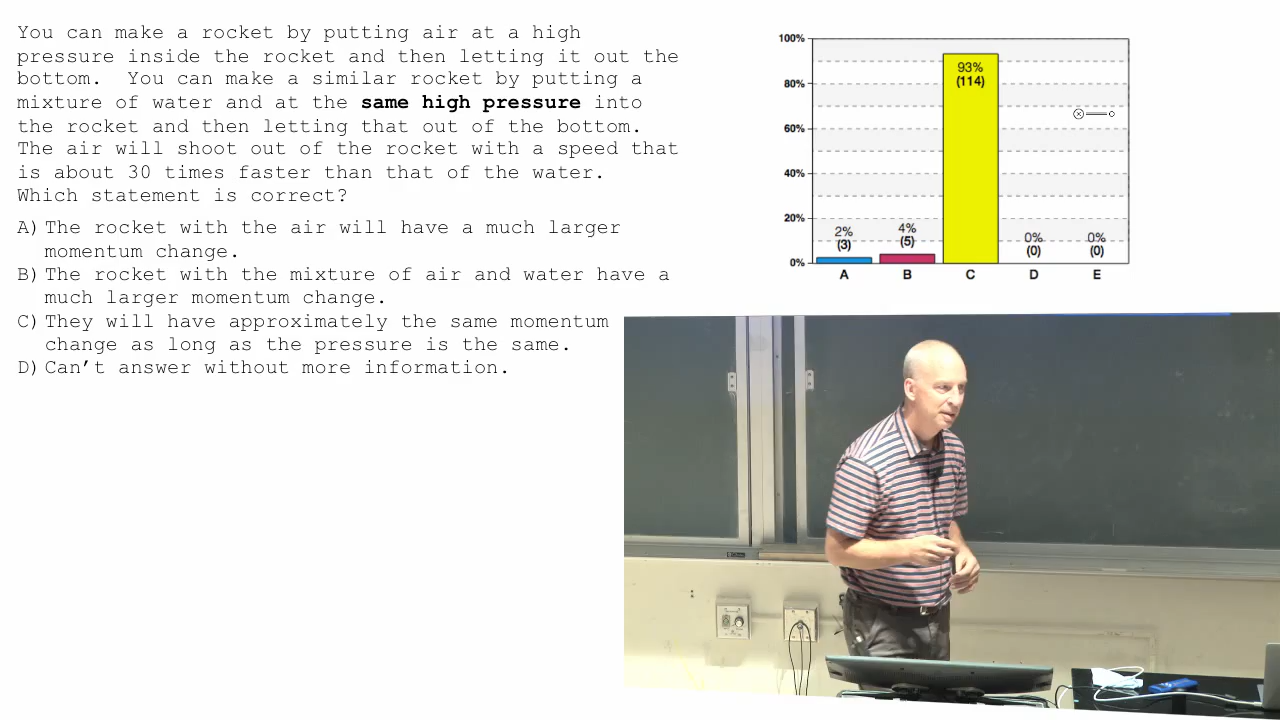 You can make a rocket by putting air at a high
pressure inside the rocket and then letting it out the
bottom.  You can make a similar rocket by putting a
mixture of water and at the same high pressure into
the rocket and then letting that out of the bottom.
The air will shoot out of the rocket with a speed that
is about 30 times faster than that of the water.
Which statement is correct?
A) The rocket with the air will have a much larger
momentum change.
B) The rocket with the mixture of air and water have a
much larger momentum change.
C) They will have approximately the same momentum
change as long as the pressure is the same.
D) Can’t answer without more information.
100%
80%
60%
40%
20%
0%
2%
(3)
4%
(5)
93%
(114)
0%
(0)
0%
(0)
A B C D E